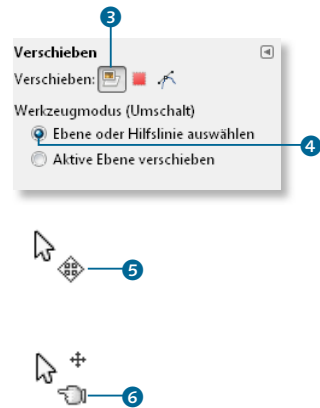 3
Verschieben
Verschieben:
Werkzeugmodus (Umschalt)
Ebene oder Hilfslinie auswählen
4
Aktive Ebene verschieben
5
6